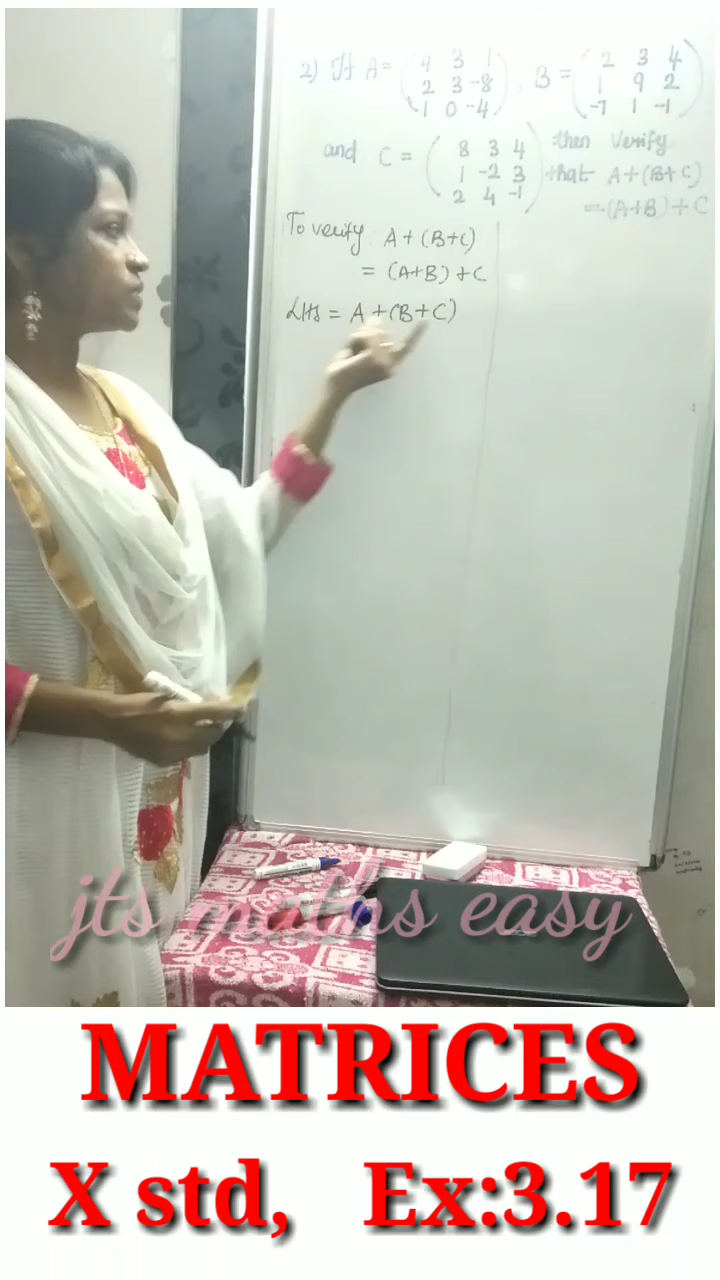 2) If A = ( 4 3 1 ), B = ( 2 3 4 )
2 3 -8 1 9 2
1 0 -4 -7 1 -1
and C = ( 8 3 4 ) then Verify
1 -2 3 that A+(B+C)
2 4 -1 =(A+B)+C
To verify: A+(B+C)
= (A+B)+C
LHS = A+(B+C)
jts maths easy
MATRICES
X std, Ex:3.17